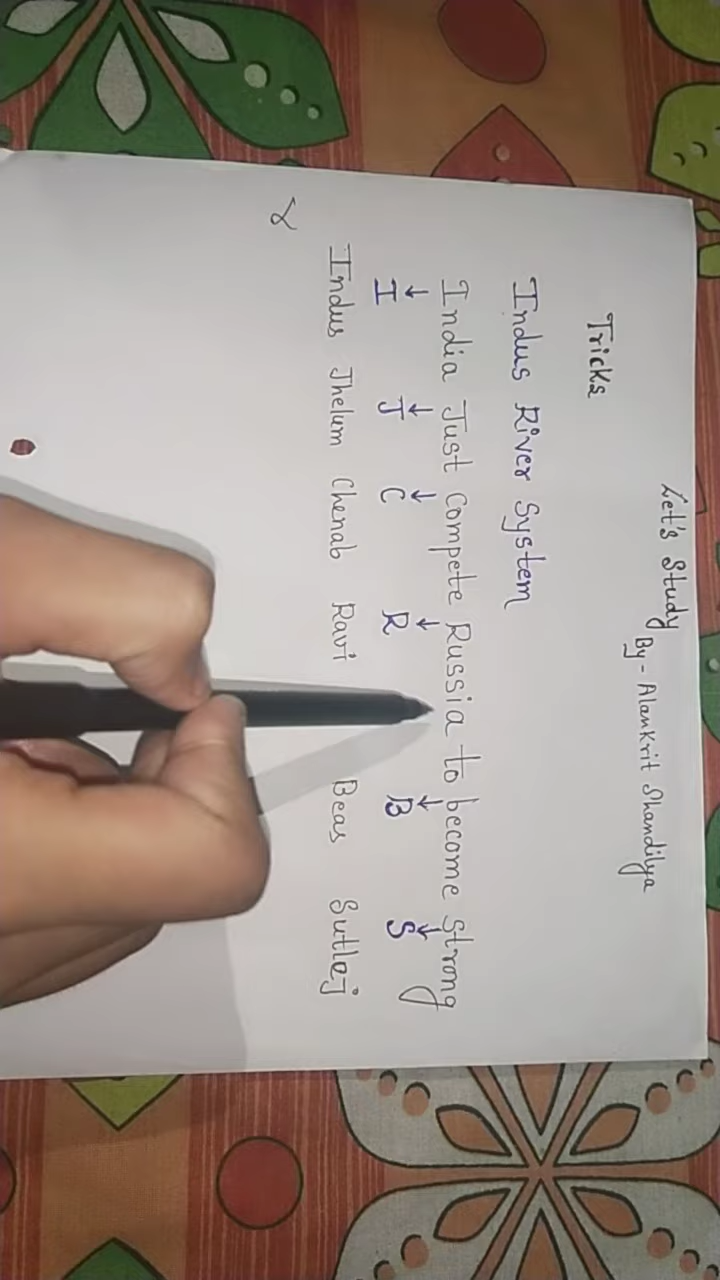 Let's Study
By - Alankrit Shandilya
Tricks
Indus River System
India Just Compete Russia to become strong
↓ ↓ ↓ ↓ ↓ ↓
I J C R B S
Indus Jhelum Chenab Ravi Beas Sutlej